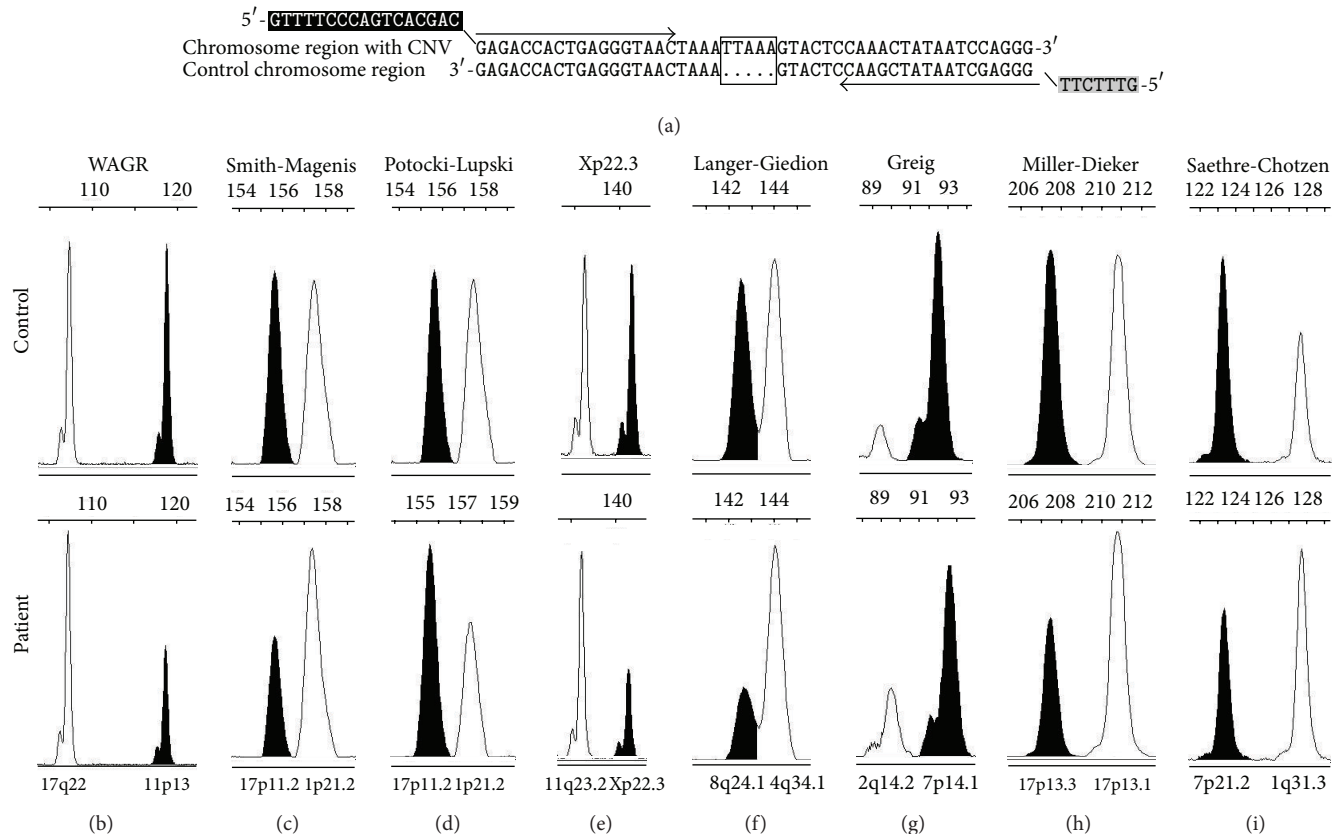 5′-GTTTTCCCAGTCACGAC
Chromosome region with CNV GAGACCACTGAGGGTAACTAAATTAAAGTACTCCAAACTATAATCCAGGG-3′
Control chromosome region 3′-GAGACCACTGAGGGTAACTAAA.....GTACTCCAAGCTATAATCGAGGG
TTCTTTG-5′
(a)
WAGR Smith-Magenis Potocki-Lupski Xp22.3 Langer-Giedion Greig Miller-Dieker Saethre-Chotzen
110 120 154 156 158 154 156 158 140 142 144 89 91 93 206 208 210 212 122 124 126 128
Control
110 120 154 156 158 155 157 159 140 142 144 89 91 93 206 208 210 212 122 124 126 128
Patient
17q22 11p13 17p11.2 1p21.2 17p11.2 1p21.2 11q23.2 Xp22.3 8q24.1 4q34.1 2q14.2 7p14.1 17p13.3 17p13.1 7p21.2 1q31.3
(b) (c) (d) (e) (f) (g) (h) (i)